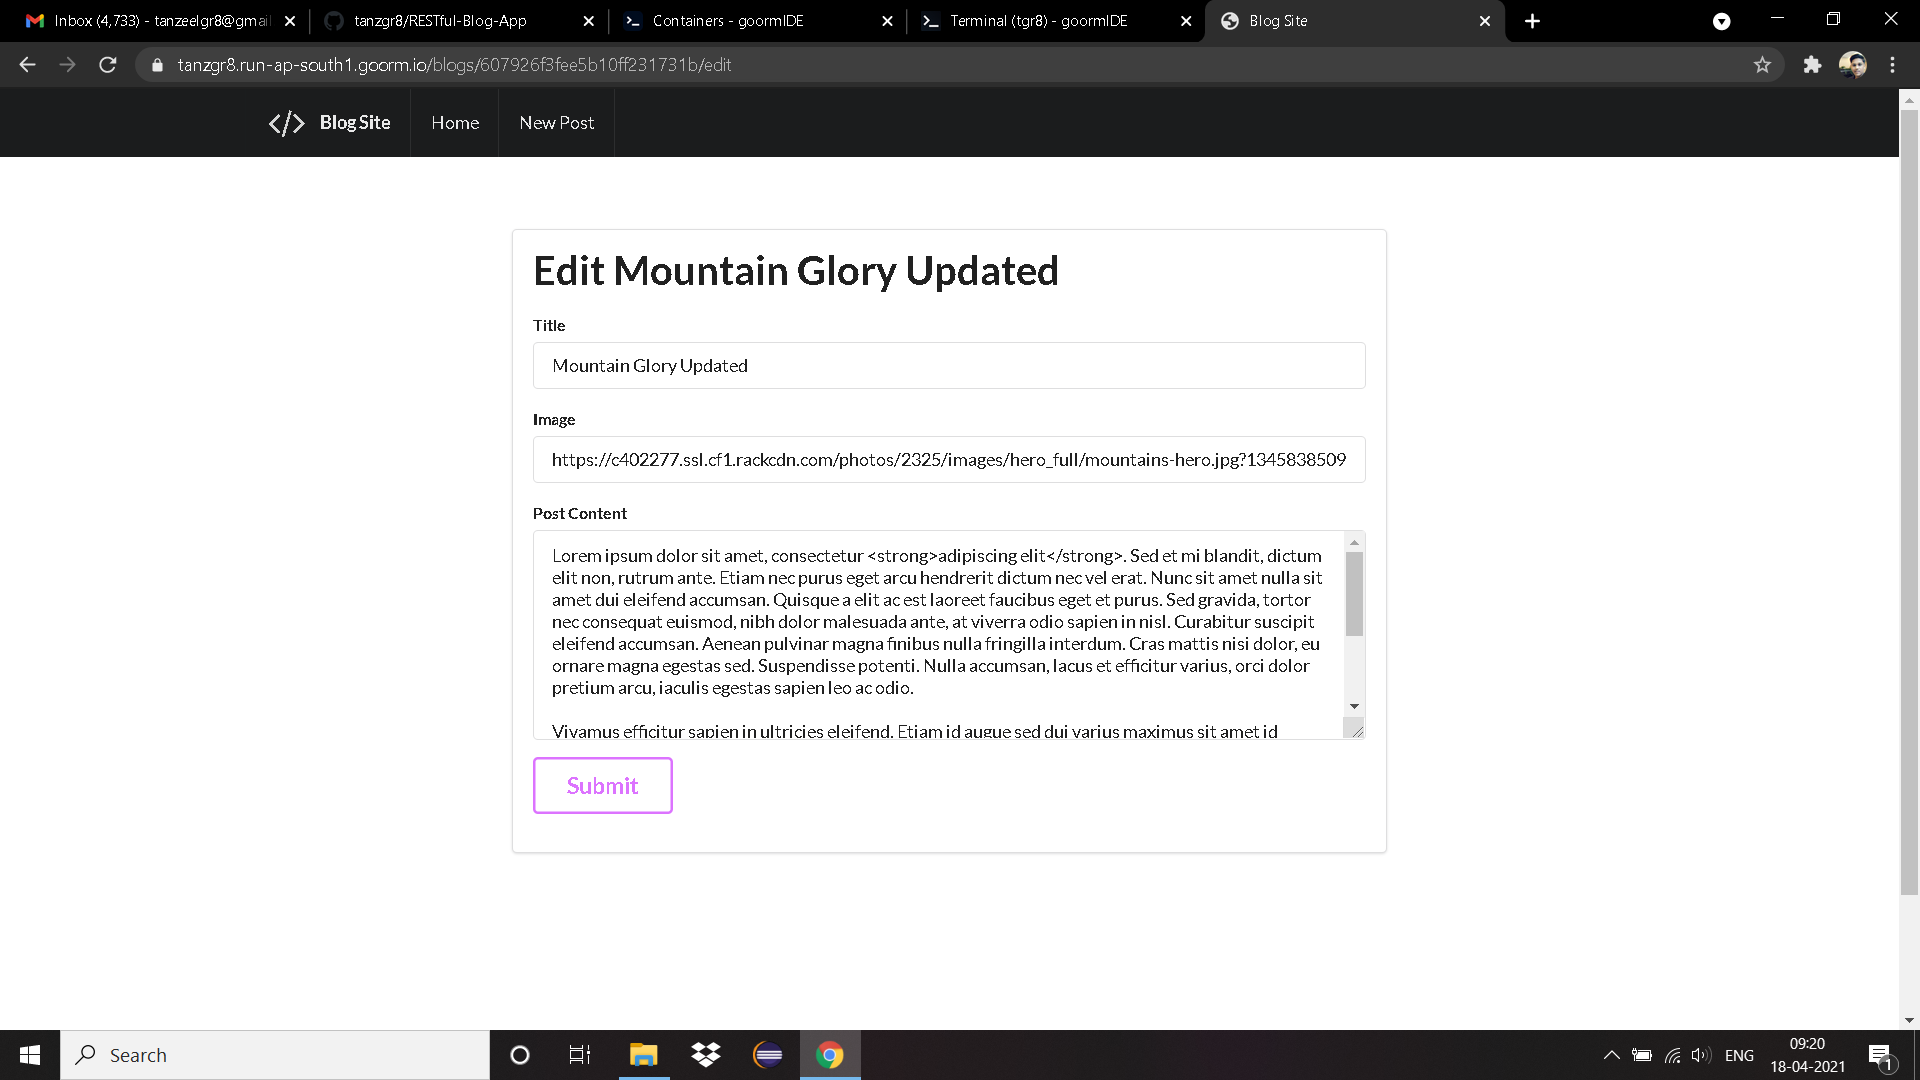 Inbox (4,733) - tanzeelgr8@gmai
tanzgr8/RESTful-Blog-App
Containers - goormIDE
Terminal (tgr8) - goormIDE
Blog Site
tanzgr8.run-ap-south1.goorm.io/blogs/607926f3fee5b10ff231731b/edit
Blog Site
Home
New Post
Edit Mountain Glory Updated
Title
Mountain Glory Updated
Image
https://c402277.ssl.cf1.rackcdn.com/photos/2325/images/hero_full/mountains-hero.jpg?1345838509
Post Content
Lorem ipsum dolor sit amet, consectetur <strong>adipiscing elit</strong>. Sed et mi blandit, dictum
elit non, rutrum ante. Etiam nec purus eget arcu hendrerit dictum nec vel erat. Nunc sit amet nulla sit
amet dui eleifend accumsan. Quisque a elit ac est laoreet faucibus eget et purus. Sed gravida, tortor
nec consequat euismod, nibh dolor malesuada ante, at viverra odio sapien in nisl. Curabitur suscipit
eleifend accumsan. Aenean pulvinar magna finibus nulla fringilla interdum. Cras mattis nisi dolor, eu
ornare magna egestas sed. Suspendisse potenti. Nulla accumsan, lacus et efficitur varius, orci dolor
pretium arcu, iaculis egestas sapien leo ac odio.
Vivamus efficitur sapien in ultricies eleifend. Etiam id augue sed dui varius maximus sit amet id
Submit
Search
ENG
09:20
18-04-2021
1